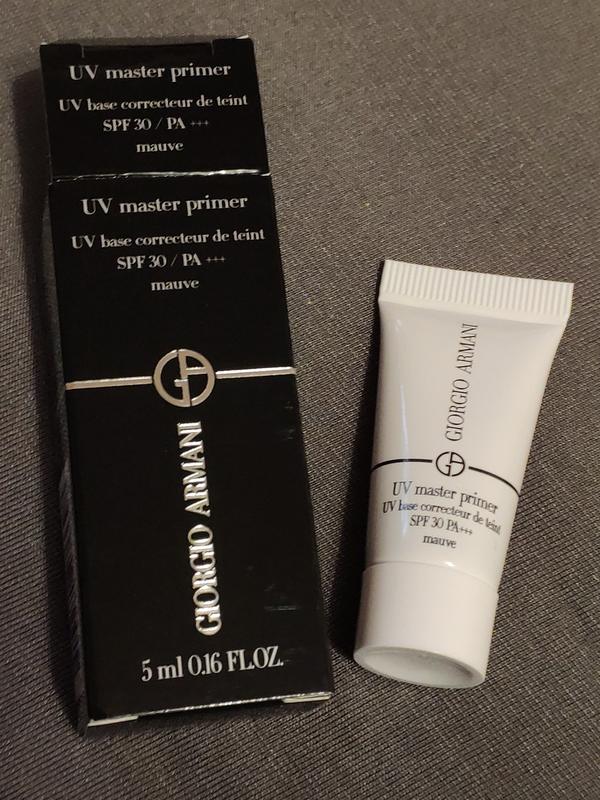 UV master primer
UV base correcteur de teint
SPF 30 / PA +++
mauve
UV master primer
UV base correcteur de teint
SPF 30 / PA +++
mauve
GA
GIORGIO ARMANI
5 ml 0.16 FL.OZ.
GIORGIO ARMANI
GA
UV master primer
UV base correcteur de teint
SPF 30 PA+++
mauve